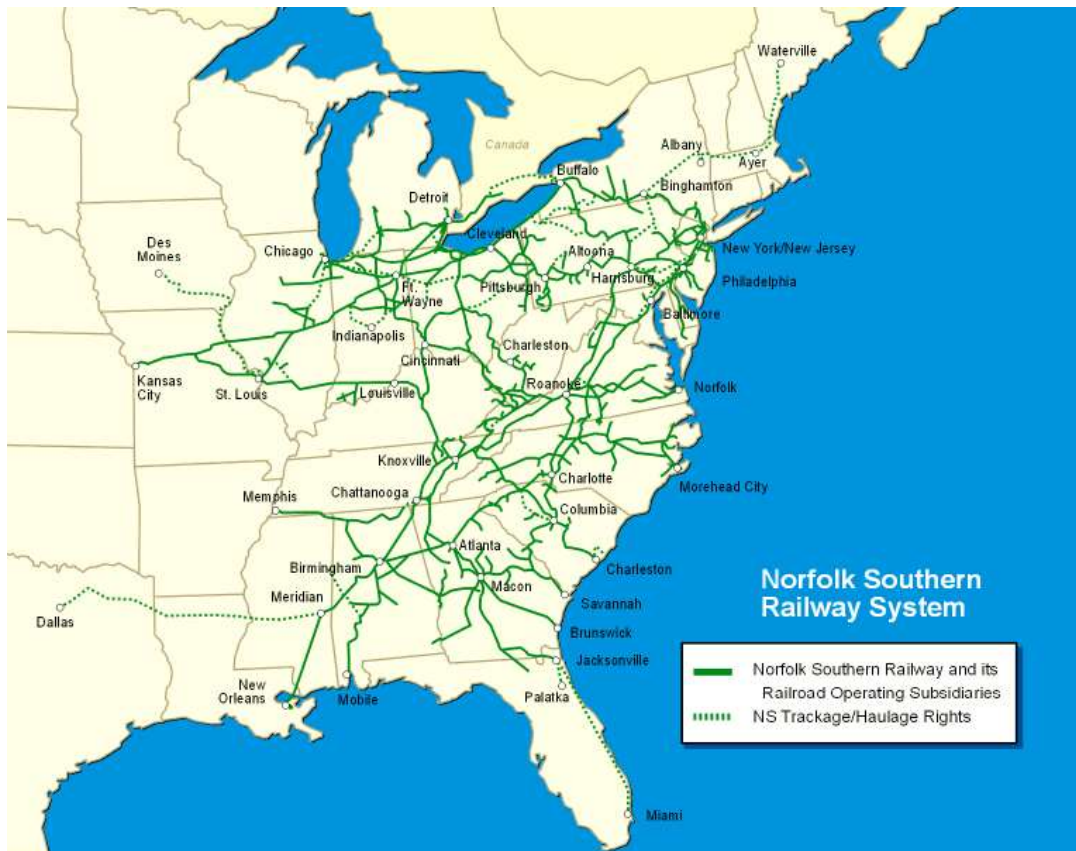 Waterville
Canada
Albany
Ayer
Buffalo
Binghamton
Detroit
Cleveland
Des
Moines
Chicago
Altoona
New York/New Jersey
Harrisburg
Ft.
Wayne
Pittsburgh
Philadelphia
Baltimore
Indianapolis
Charleston
Cincinnati
Kansas
City
St. Louis
Louisville
Roanoke
Norfolk
Knoxville
Charlotte
Morehead City
Memphis
Chattanooga
Columbia
Atlanta
Birmingham
Charleston
Macon
Meridian
Savannah
Dallas
Brunswick
Jacksonville
New
Orleans
Mobile
Palatka
Miami
Norfolk Southern
Railway System
Norfolk Southern Railway and its
Railroad Operating Subsidiaries
NS Trackage/Haulage Rights